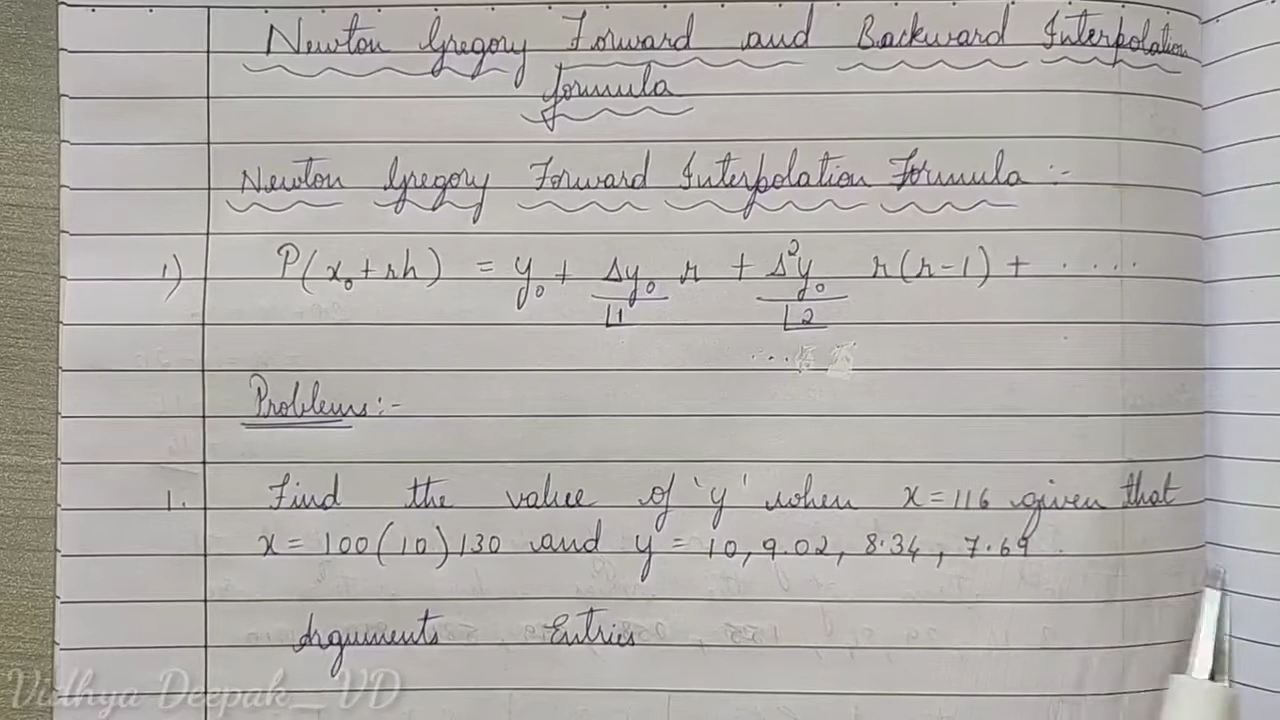 Newton Gregory Forward and Backward Interpolation
formula
Newton Gregory Forward Interpolation Formula :-
1) P(x₀+rh) = y₀ + Δy₀/⌊1 r + Δ²y₀/⌊2 r(r-1) + ....
...
Problems:-
1. Find the value of 'y' when x=116 given that
x = 100(10)130 and y = 10, 9.02, 8.34, 7.69.
Arguments Entries
Vidhya Deepak_VD